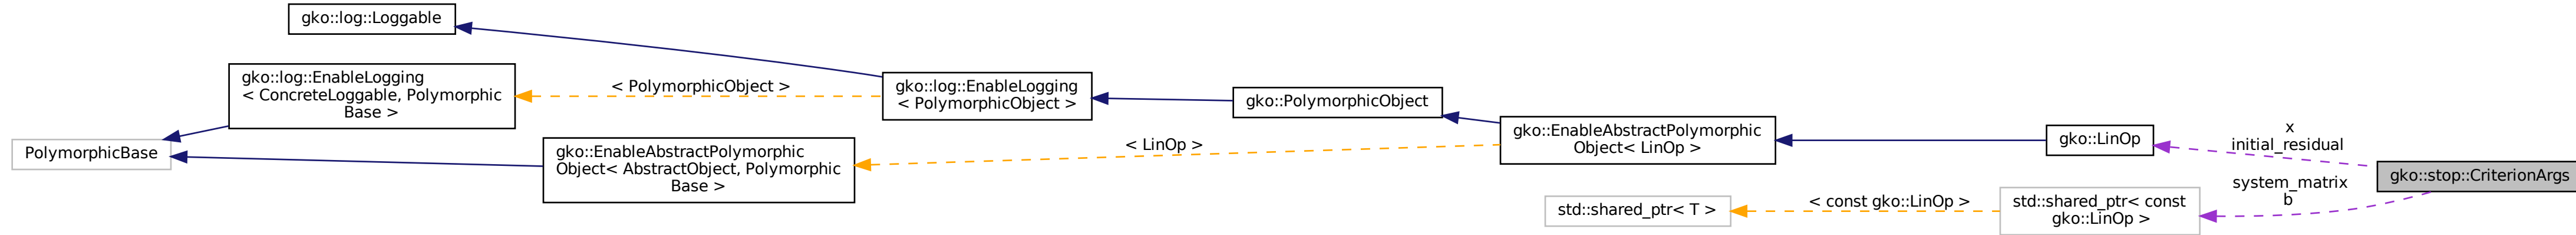 gko::log::Loggable
gko::log::EnableLogging
< ConcreteLoggable, Polymorphic
Base >
PolymorphicBase
< PolymorphicObject >
gko::EnableAbstractPolymorphic
Object< AbstractObject, Polymorphic
Base >
gko::log::EnableLogging
< PolymorphicObject >
gko::PolymorphicObject
< LinOp >
gko::EnableAbstractPolymorphic
Object< LinOp >
std::shared_ptr< T >
< const gko::LinOp >
gko::LinOp
std::shared_ptr< const
gko::LinOp >
x
initial_residual
system_matrix
b
gko::stop::CriterionArgs